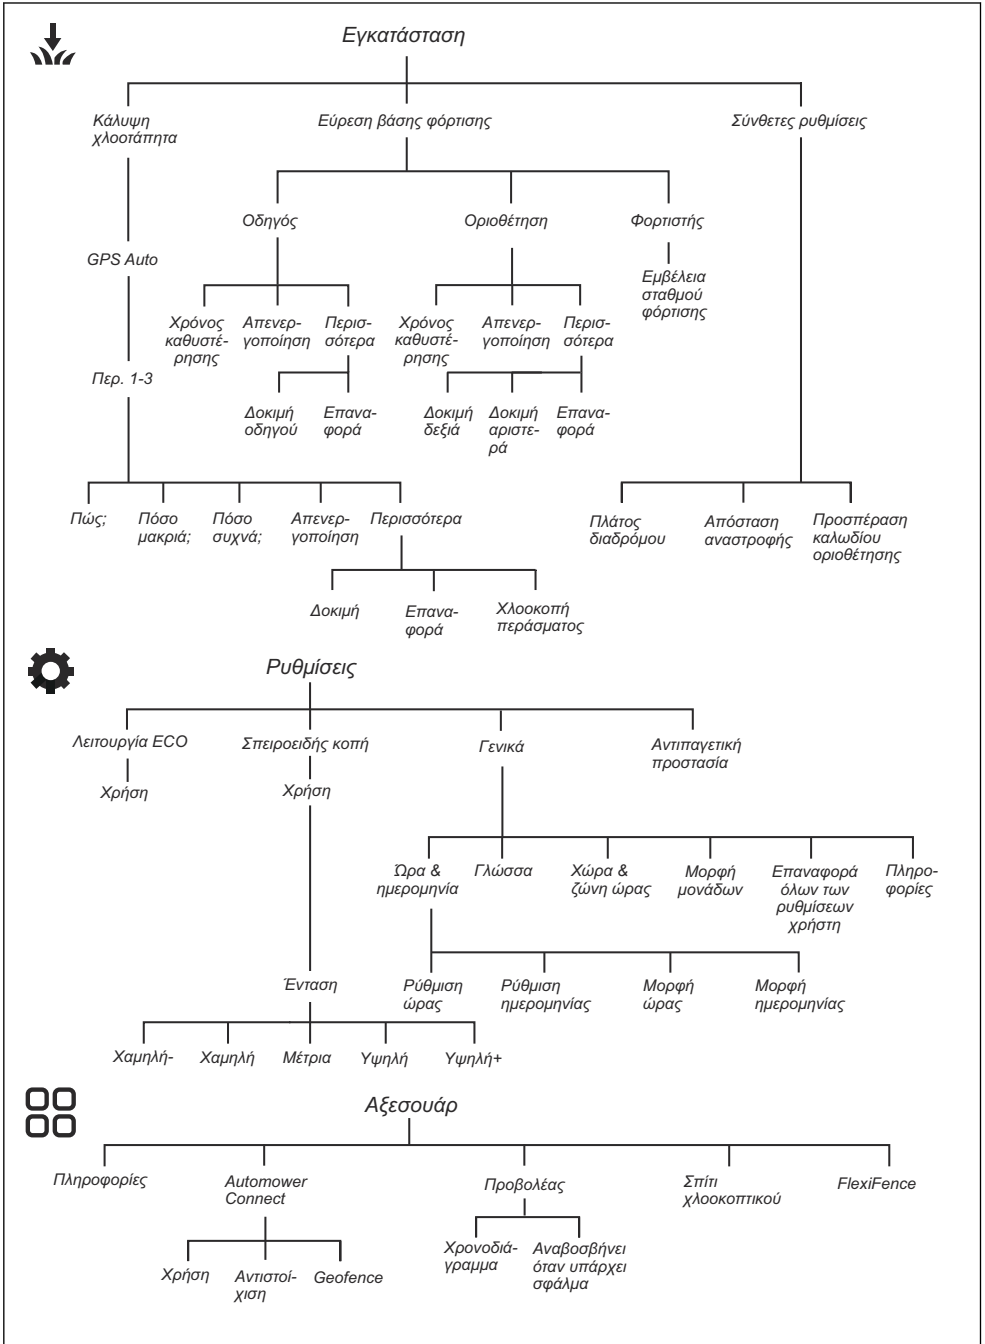 Εγκατάσταση
Κάλυψη
χλοοτάπητα
Εύρεση βάσης φόρτισης
Σύνθετες ρυθμίσεις
Οδηγός
Οριοθέτηση
Φορτιστής
GPS Auto
Εμβέλεια
σταθμού
φόρτισης
Χρόνος
καθυστέ-
ρησης
Απενερ-
γοποίηση
Περισ-
σότερα
Χρόνος
καθυστέ-
ρησης
Απενερ-
γοποίηση
Περισ-
σότερα
Περ. 1-3
Δοκιμή
οδηγού
Επανα-
φορά
Δοκιμή
δεξιά
Δοκιμή
αριστε-
ρά
Επανα-
φορά
Πώς;
Πόσο
μακριά;
Πόσο
συχνά;
Απενερ-
γοποίηση
Περισσότερα
Πλάτος
διαδρόμου
Απόσταση
αναστροφής
Προσπέραση
καλωδίου
οριοθέτησης
Δοκιμή
Επανα-
φορά
Χλοοκοπή
περάσματος
Ρυθμίσεις
Λειτουργία ECO
Σπειροειδής κοπή
Γενικά
Αντιπαγετική
προστασία
Χρήση
Χρήση
Ώρα &
ημερομηνία
Γλώσσα
Χώρα &
ζώνη ώρας
Μορφή
μονάδων
Επαναφορά
όλων των
ρυθμίσεων
χρήστη
Πληρο-
φορίες
Ένταση
Ρύθμιση
ώρας
Ρύθμιση
ημερομηνίας
Μορφή
ώρας
Μορφή
ημερομηνίας
Χαμηλή-
Χαμηλή
Μέτρια
Υψηλή
Υψηλή+
Αξεσουάρ
Πληροφορίες
Automower
Connect
Προβολέας
Σπίτι
χλοοκοπτικού
FlexiFence
Χρήση
Αντιστοί-
χιση
Geofence
Χρονοδιά-
γραμμα
Αναβοσβήνει
όταν υπάρχει
σφάλμα